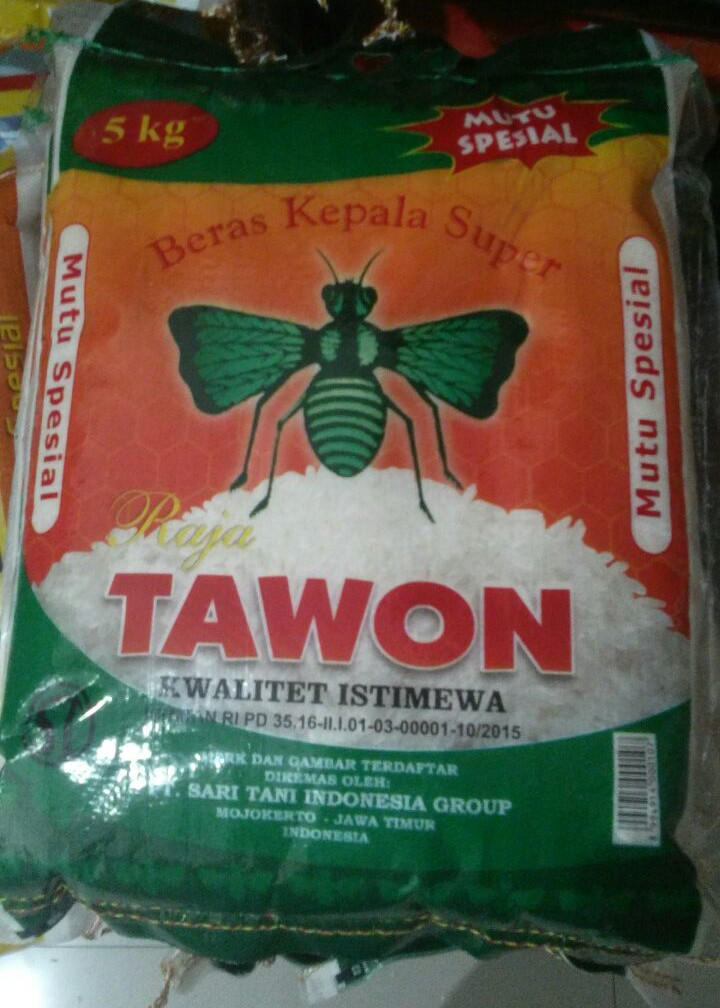 5 kg
MUTU
SPESIAL
Beras Kepala Super
Mutu Spesial
Mutu Spesial
Raja
TAWON
KWALITET ISTIMEWA
RI PD 35.16-II.I.01-03-00001-10/2015
DAN GAMBAR TERDAFTAR
DIKEMAS OLEH:
SARI TANI INDONESIA GROUP
MOJOKERTO - JAWA TIMUR
INDONESIA